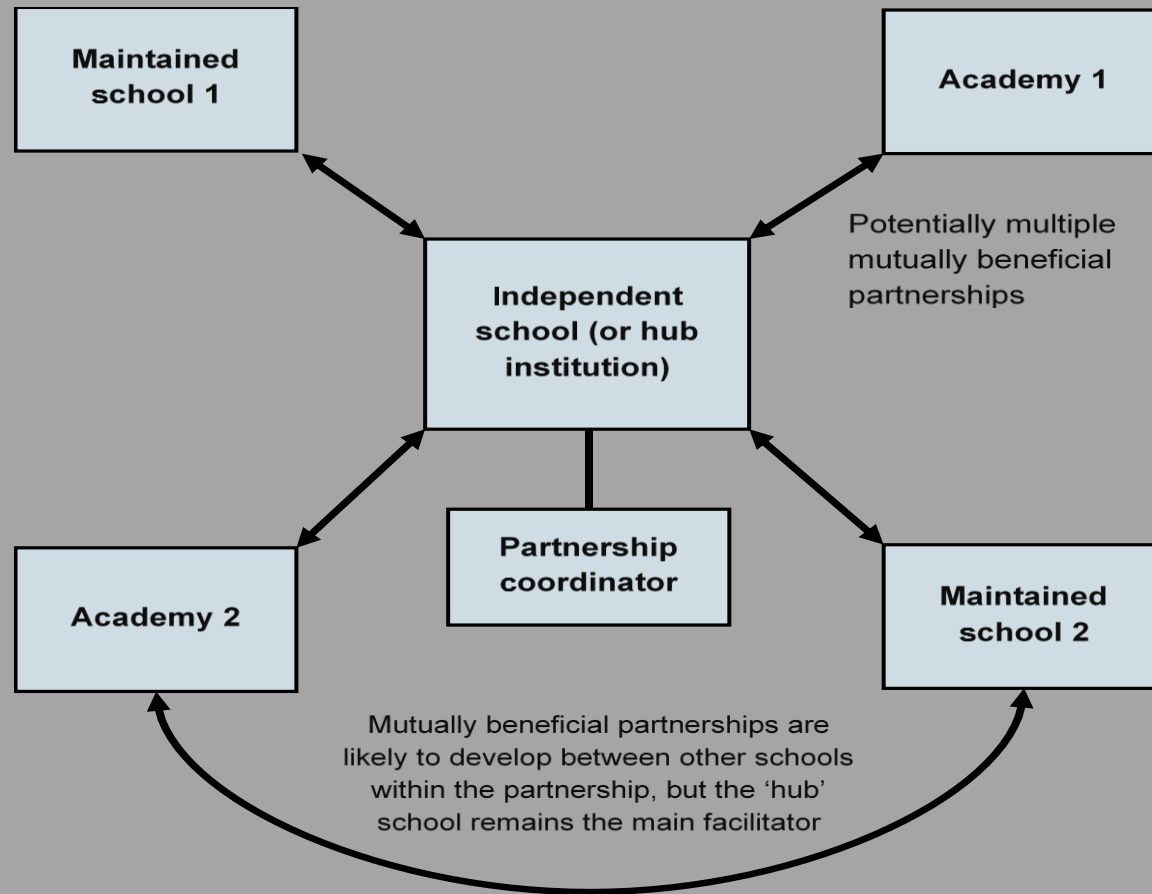 Maintained
school 1
Academy 1
Potentially multiple
mutually beneficial
partnerships
Independent
school (or hub
institution)
Partnership
coordinator
Academy 2
Maintained
school 2
Mutually beneficial partnerships are
likely to develop between other schools
within the partnership, but the ‘hub’
school remains the main facilitator